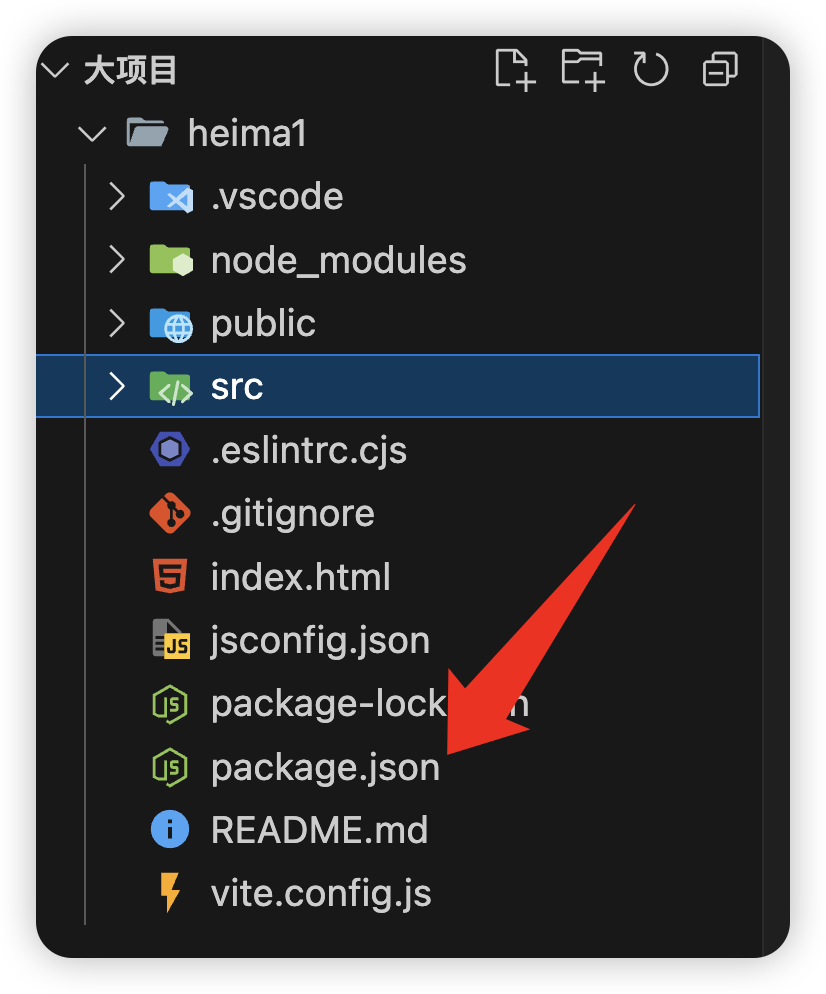 大项目
heima1
.vscode
node_modules
public
src
.eslintrc.cjs
.gitignore
index.html
jsconfig.json
package-lock
package.json
README.md
vite.config.js